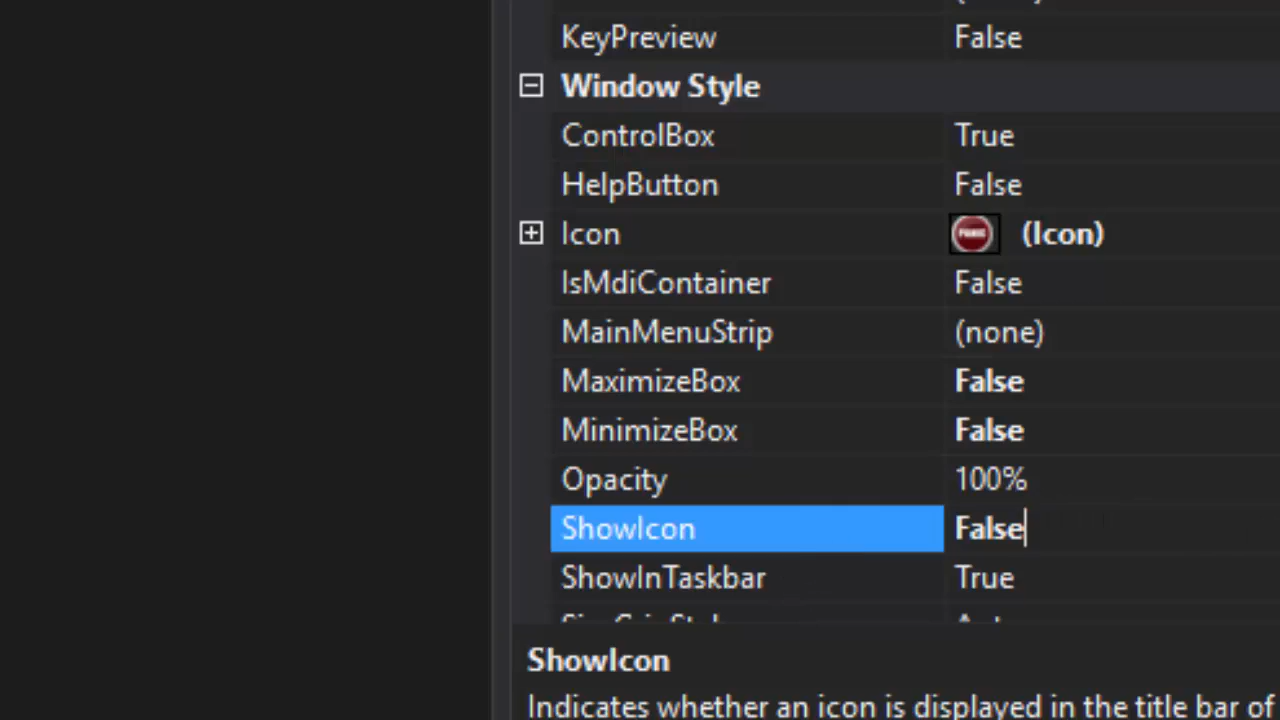 KeyPreview False
Window Style
ControlBox True
HelpButton False
Icon PANIC (Icon)
IsMdiContainer False
MainMenuStrip (none)
MaximizeBox False
MinimizeBox False
Opacity 100%
ShowIcon False
ShowInTaskbar True
ShowIcon
Indicates whether an icon is displayed in the title bar of